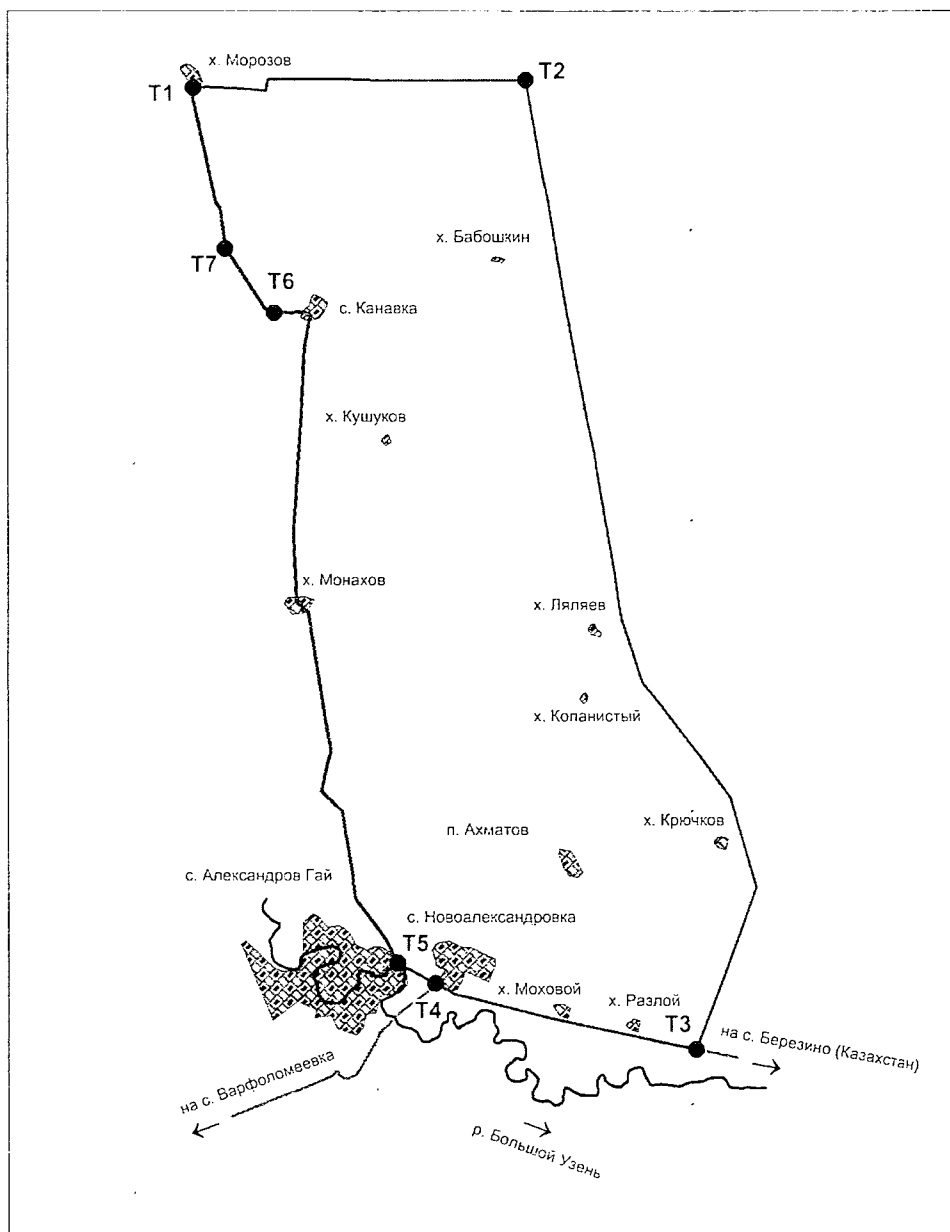 х. Морозов
Т1
Т2
х. Бабошкин
Т7
Т6
с. Канавка
х. Кушуков
х. Монахов
х. Ляляев
х. Копанистый
х. Крючков
п. Ахматов
с. Александров Гай
с. Новоалександровка
Т5
Т4
х. Моховой
х. Разлой
Т3
на с. Березино (Казахстан)
на с. Варфоломеевка
р. Большой Узень